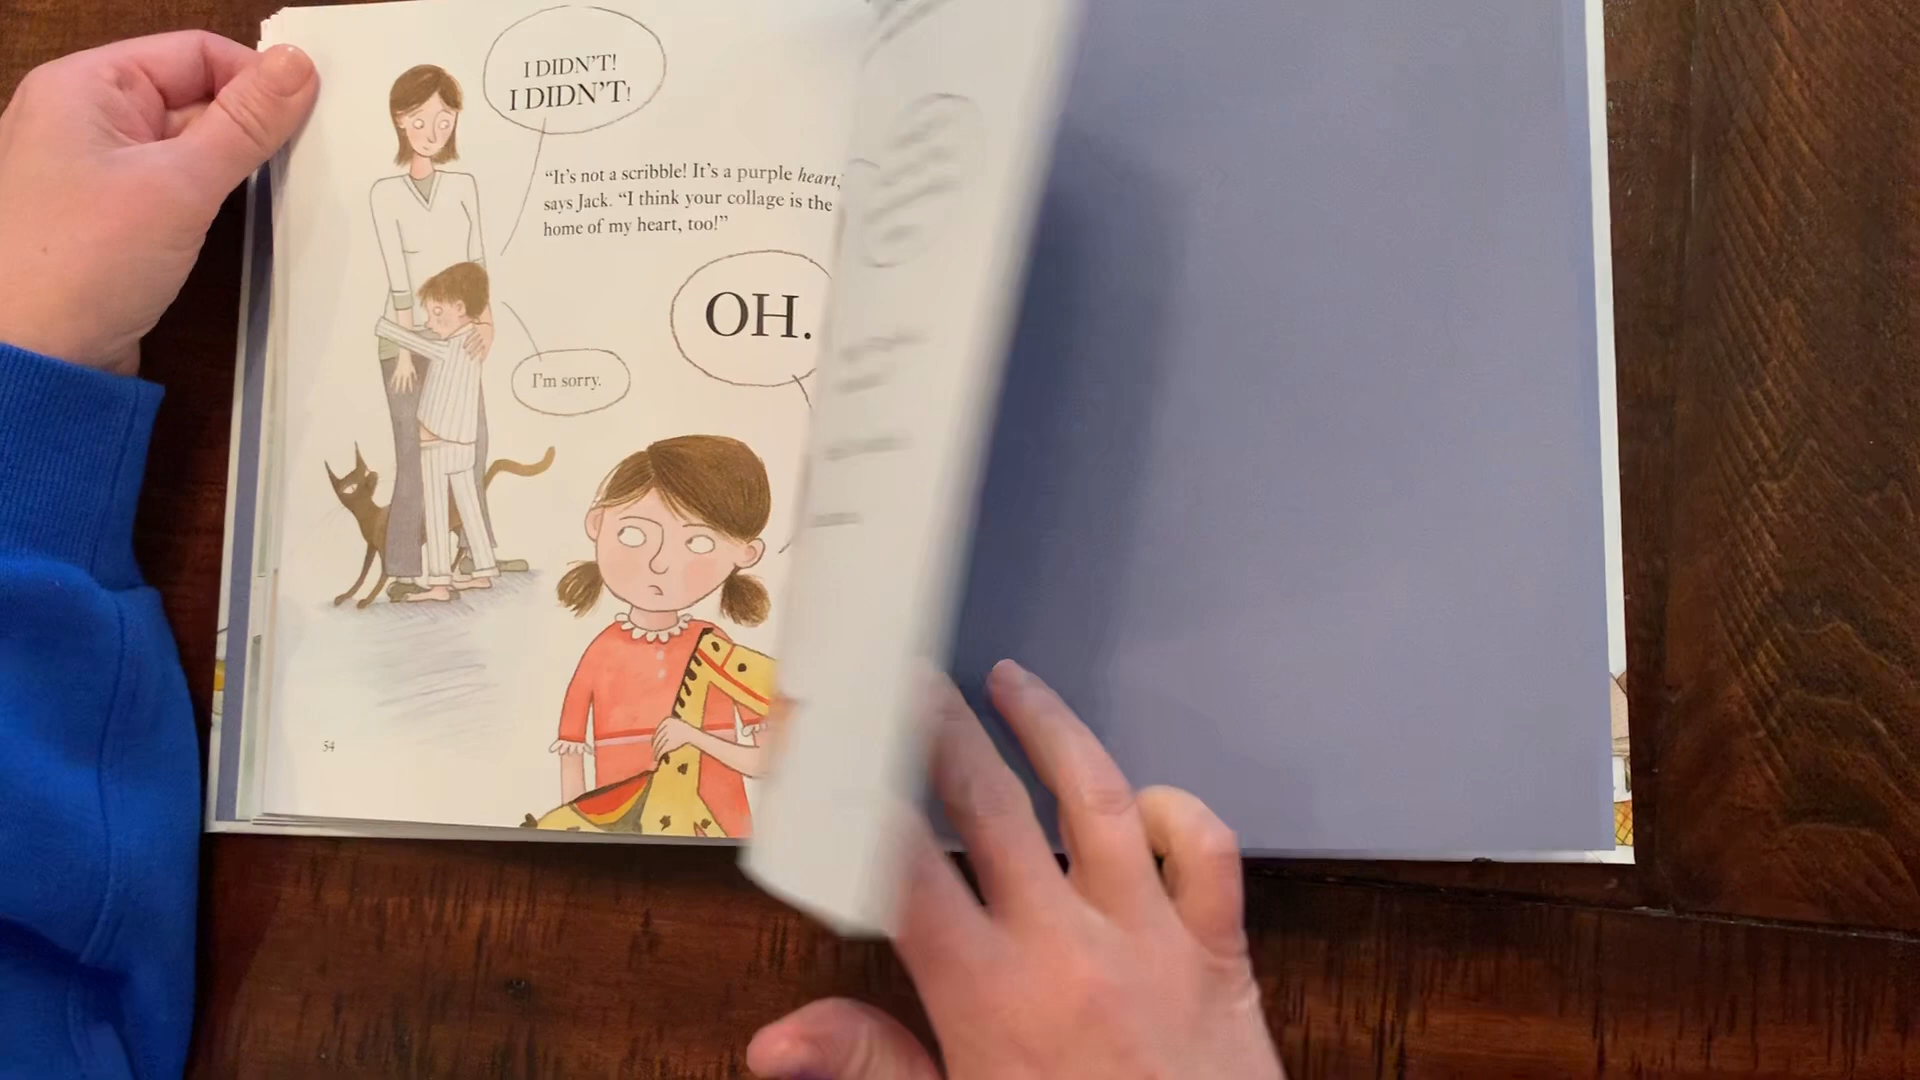 I DIDN'T!
I DIDN'T!
"It's not a scribble! It's a purple heart,
says Jack. "I think your collage is the
home of my heart, too!"
OH.
I'm sorry.
54